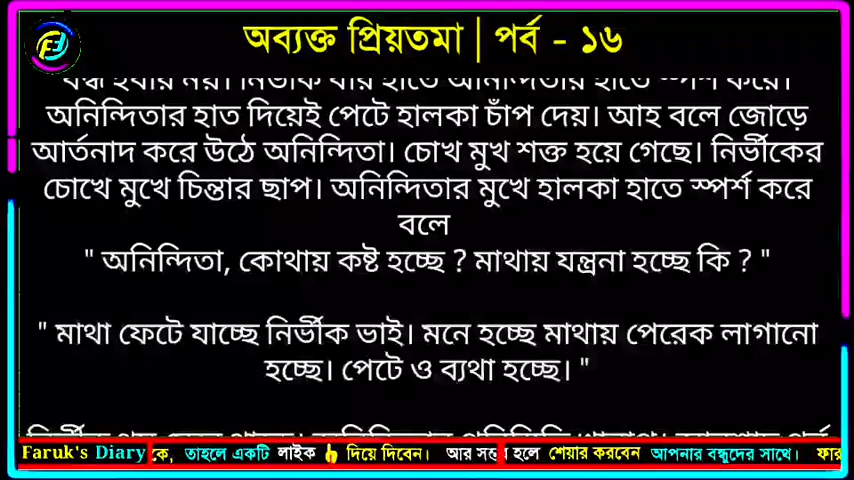 অব্যক্ত প্রিয়তমা | পর্ব - ১৬
অনিন্দিতার হাত দিয়েই পেটে হালকা চাঁপ দেয়। আহ বলে জোড়ে
আর্তনাদ করে উঠে অনিন্দিতা। চোখ মুখ শক্ত হয়ে গেছে। নির্ভীকের
চোখে মুখে চিন্তার ছাপ। অনিন্দিতার মুখে হালকা হাতে স্পর্শ করে
বলে
" অনিন্দিতা, কোথায় কষ্ট হচ্ছে ? মাথায় যন্ত্রনা হচ্ছে কি ? "
" মাথা ফেটে যাচ্ছে নির্ভীক ভাই। মনে হচ্ছে মাথায় পেরেক লাগানো
হচ্ছে। পেটে ও ব্যথা হচ্ছে। "
Faruk's Diary কে, তাহলে একটি লাইক 👆 দিয়ে দিবেন। আর সম্ভব হলে শেয়ার করবেন আপনার বন্ধুদের সাথে। ফার